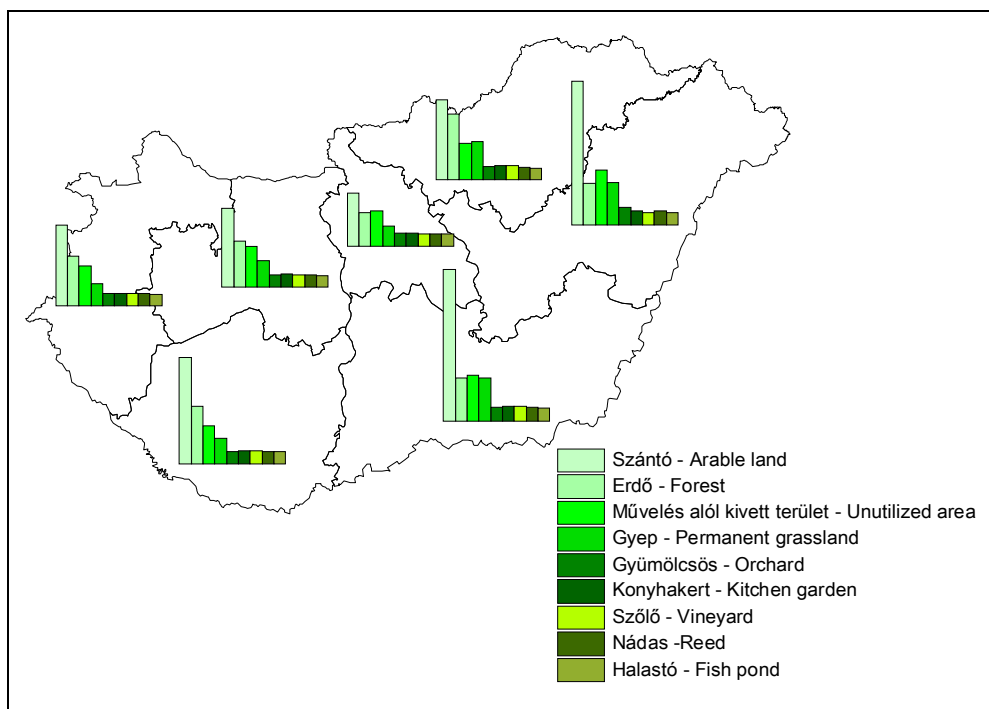 Szántó - Arable land
Erdő - Forest
Művelés alól kivett terület - Unutilized area
Gyep - Permanent grassland
Gyümölcsös - Orchard
Konyhakert - Kitchen garden
Szőlő - Vineyard
Nádas -Reed
Halastó - Fish pond